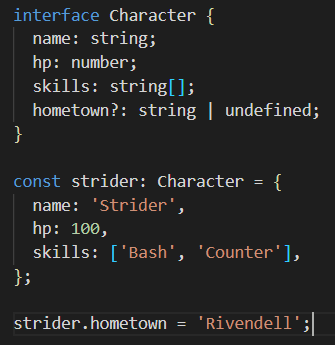 interface Character {
  name: string;
  hp: number;
  skills: string[];
  hometown?: string | undefined;
}

const strider: Character = {
  name: 'Strider',
  hp: 100,
  skills: ['Bash', 'Counter'],
};

strider.hometown = 'Rivendell';